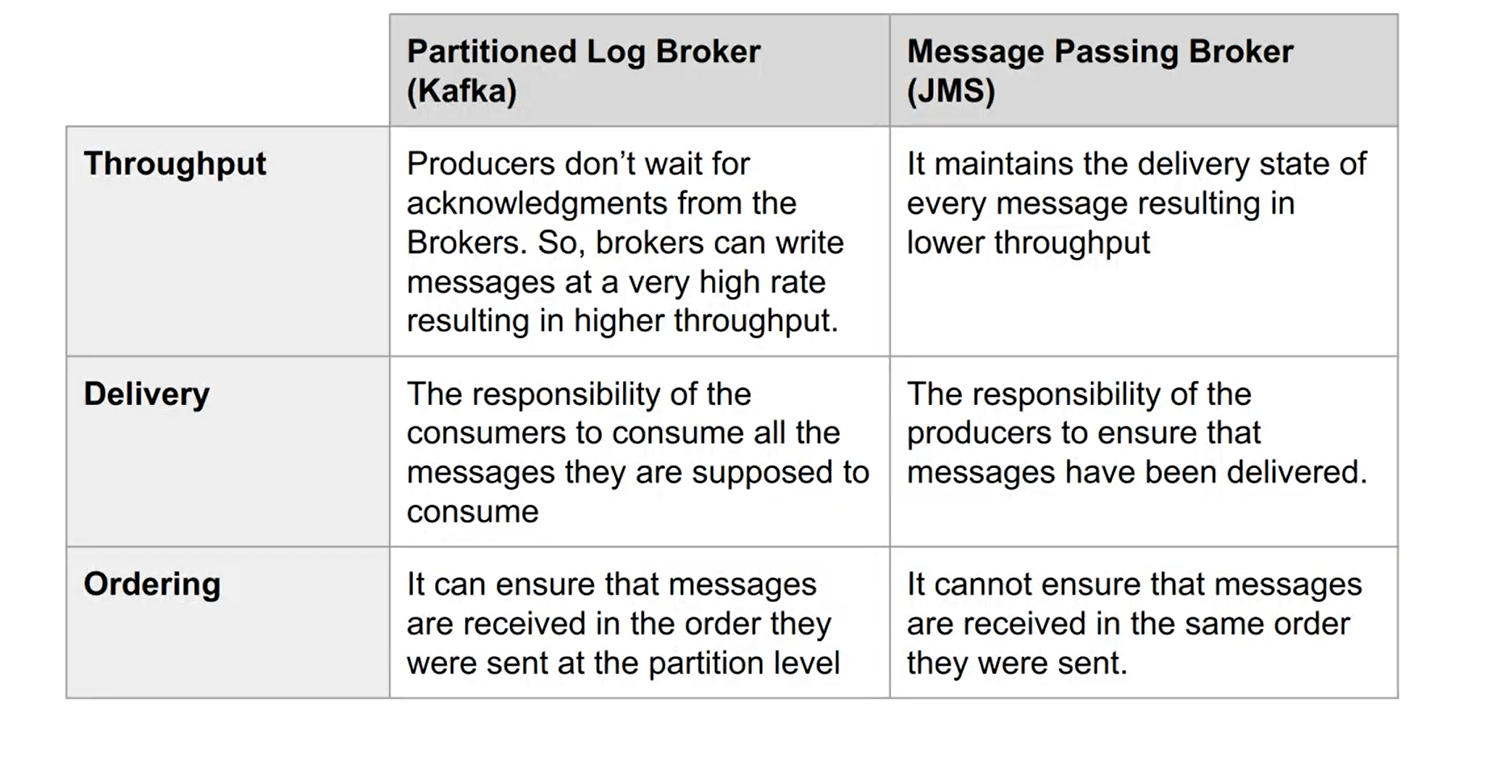 Partitioned Log Broker
(Kafka)
Message Passing Broker
(JMS)
Throughput
Producers don’t wait for
acknowledgments from the
Brokers. So, brokers can write
messages at a very high rate
resulting in higher throughput.
It maintains the delivery state of
every message resulting in
lower throughput
Delivery
The responsibility of the
consumers to consume all the
messages they are supposed to
consume
The responsibility of the
producers to ensure that
messages have been delivered.
Ordering
It can ensure that messages
are received in the order they
were sent at the partition level
It cannot ensure that messages
are received in the same order
they were sent.